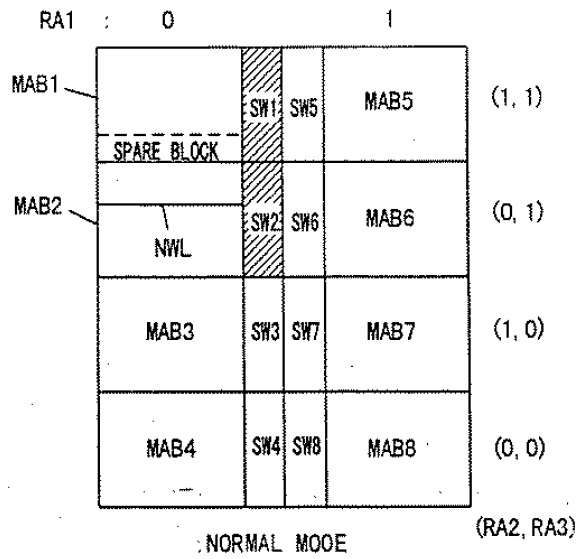 RA1 : 0 1
MAB1 SW1 SW5 MAB5 (1, 1)
SPARE BLOCK
MAB2 SW2 SW6 MAB6 (0, 1)
NWL
MAB3 SW3 SW7 MAB7 (1, 0)
MAB4 SW4 SW8 MAB8 (0, 0)
(RA2, RA3)
:NORMAL MOOE